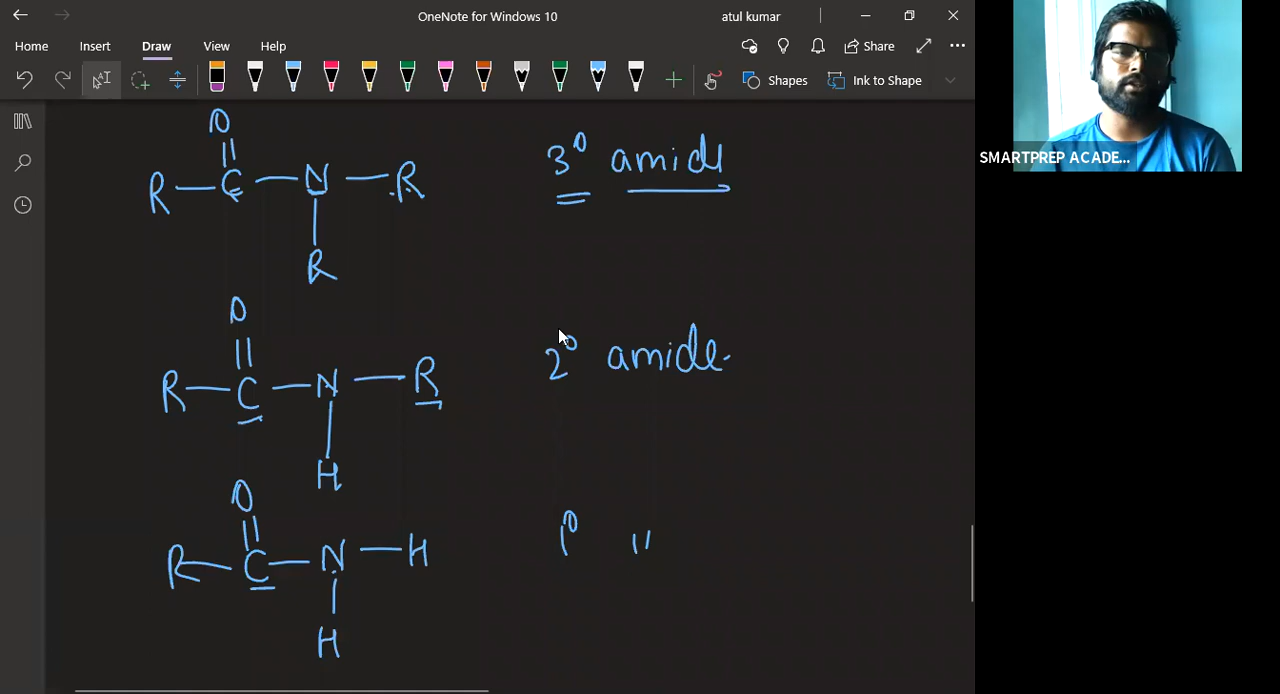 OneNote for Windows 10
atul kumar
Home Insert Draw View Help
Share
Shapes
Ink to Shape
SMARTPREP ACADE...
O
||
R — C — N — R
|
R
3° amide
O
||
R — C — N — R
|
H
2° amide.
O
||
R — C — N — H
|
H
1° "